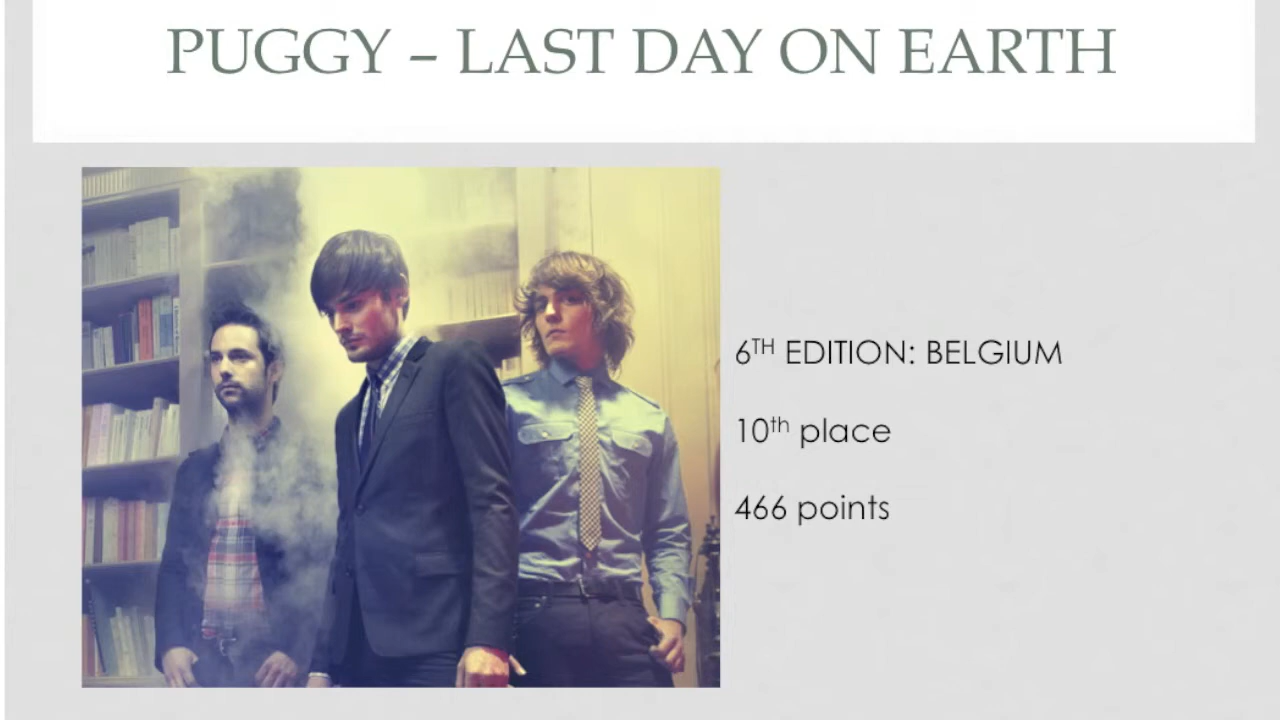 PUGGY – LAST DAY ON EARTH
6TH EDITION: BELGIUM
10th place
466 points